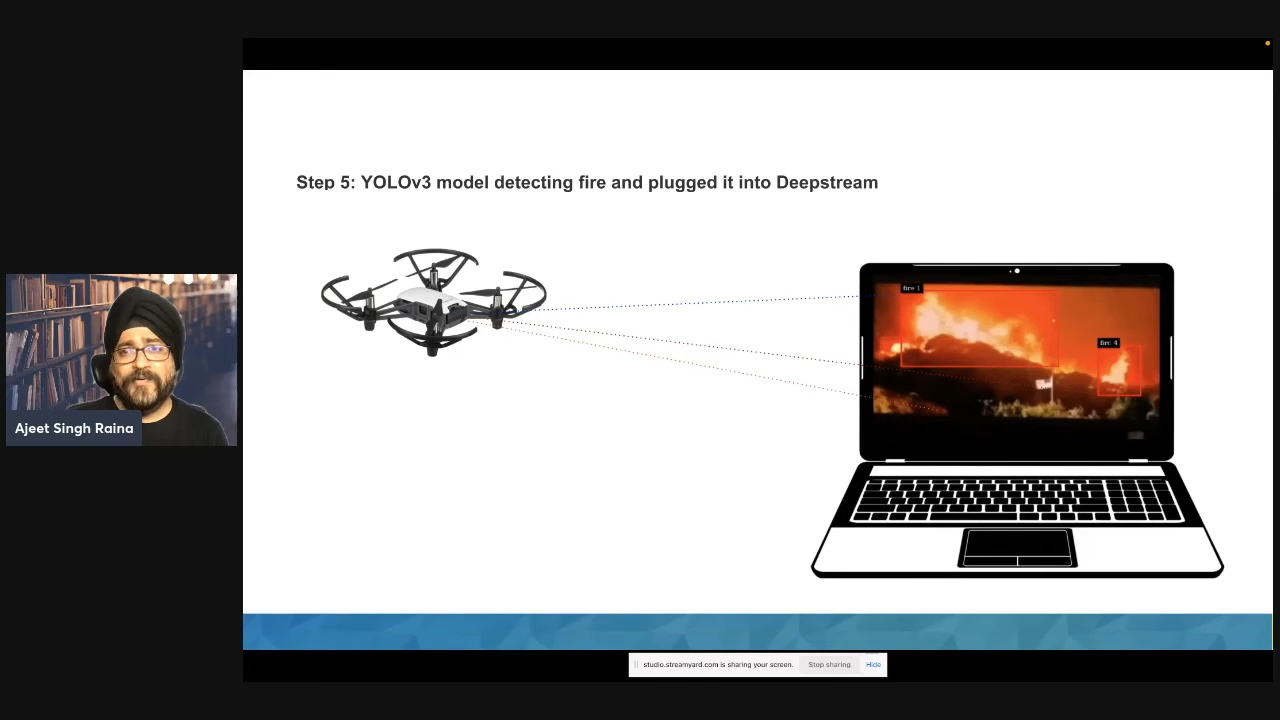 Step 5: YOLOv3 model detecting fire and plugged it into Deepstream
fire 1
fire 4
Ajeet Singh Raina
studio.streamyard.com is sharing your screen.
Stop sharing
Hide